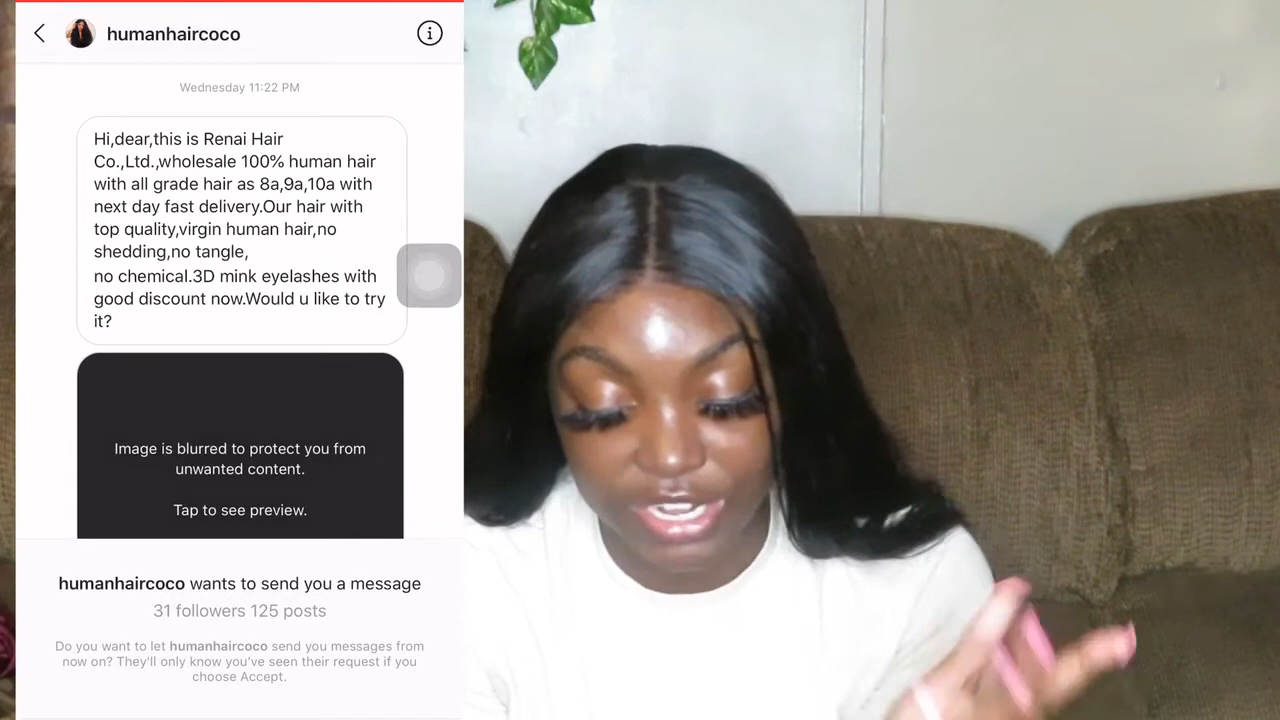 humanhaircoco
Wednesday 11:22 PM
Hi,dear,this is Renai Hair
Co.,Ltd.,wholesale 100% human hair
with all grade hair as 8a,9a,10a with
next day fast delivery.Our hair with
top quality,virgin human hair,no
shedding,no tangle,
no chemical.3D mink eyelashes with
good discount now.Would u like to try
it?
Image is blurred to protect you from
unwanted content.
Tap to see preview.
humanhaircoco wants to send you a message
31 followers 125 posts
Do you want to let humanhaircoco send you messages from
now on? They'll only know you've seen their request if you
choose Accept.